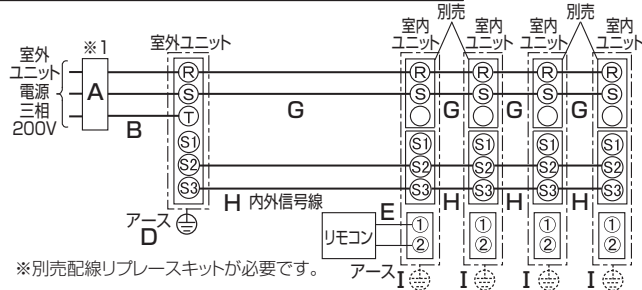 別売 別売
※1 室外ユニット 室内ユニット 室内ユニット 室内ユニット 室内ユニット
室外ユニット電源三相200V
A
B
R
S
T
S1
S2
S3
G G G G
R R R R
S S S S
S1 S1 S1 S1
S2 S2 S2 S2
S3 S3 S3 S3
H 内外信号線 H H H
アース
D
リモコン
E
① ① ① ①
② ② ② ②
※別売配線リプレースキットが必要です。
アース I I I I